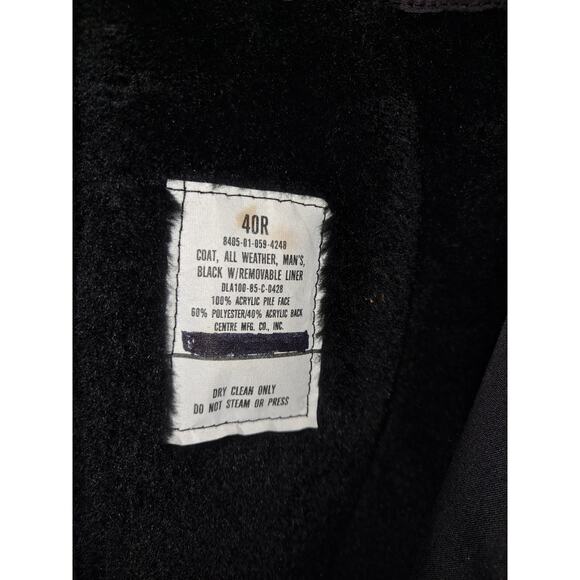 40R
8405-01-059-4248
COAT, ALL WEATHER, MAN'S,
BLACK W/REMOVABLE LINER
DLA100-85-C-0428
100% ACRYLIC PILE FACE
60% POLYESTER/40% ACRYLIC BACK
CENTRE MFG. CO., INC.
DRY CLEAN ONLY
DO NOT STEAM OR PRESS